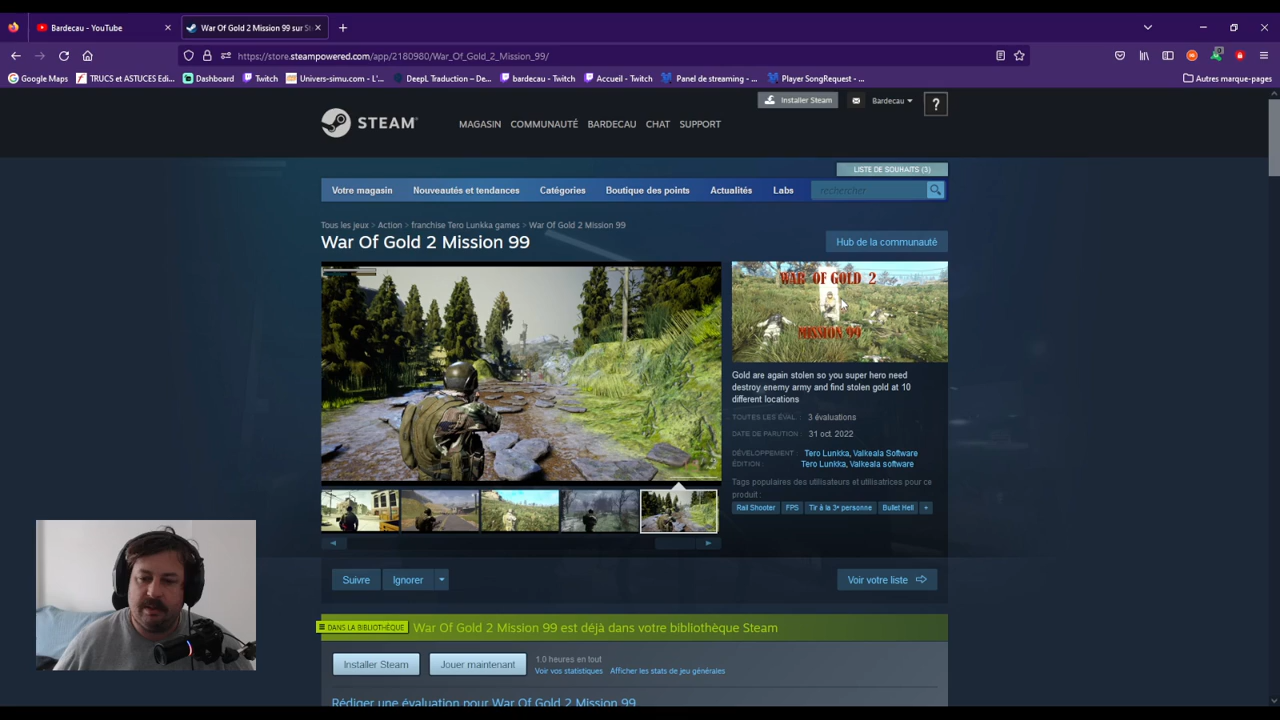 Bardecau - YouTube
War Of Gold 2 Mission 99 sur S
https://store.steampowered.com/app/2180980/War_Of_Gold_2_Mission_99/
Google Maps
TRUCS et ASTUCES Edi...
Dashboard
Twitch
Univers-simu.com - L'...
DeepL Traduction – De...
bardecau - Twitch
Accueil - Twitch
Panel de streaming - ...
Player SongRequest - ...
Autres marque-pages
Installer Steam
Bardecau
?
STEAM
MAGASIN COMMUNAUTÉ BARDECAU CHAT SUPPORT
LISTE DE SOUHAITS (3)
Votre magasin Nouveautés et tendances Catégories Boutique des points Actualités Labs rechercher
Tous les jeux > Action > franchise Tero Lunkka games > War Of Gold 2 Mission 99
War Of Gold 2 Mission 99
Hub de la communauté
WAR OF GOLD 2
MISSION 99
Gold are again stolen so you super hero need
destroy enemy army and find stolen gold at 10
different locations
TOUTES LES ÉVAL. : 3 évaluations
DATE DE PARUTION : 31 oct. 2022
DÉVELOPPEMENT : Tero Lunkka, Valkeala Software
ÉDITION : Tero Lunkka, Valkeala software
Tags populaires des utilisateurs et utilisatrices pour ce
produit :
Rail Shooter FPS Tir à la 3e personne Bullet Hell +
Suivre Ignorer
Voir votre liste
DANS LA BIBLIOTHÈQUE War Of Gold 2 Mission 99 est déjà dans votre bibliothèque Steam
Installer Steam
Jouer maintenant
1.0 heures en tout
Voir vos statistiques Afficher les stats de jeu générales
Rédiger une évaluation pour War Of Gold 2 Mission 99